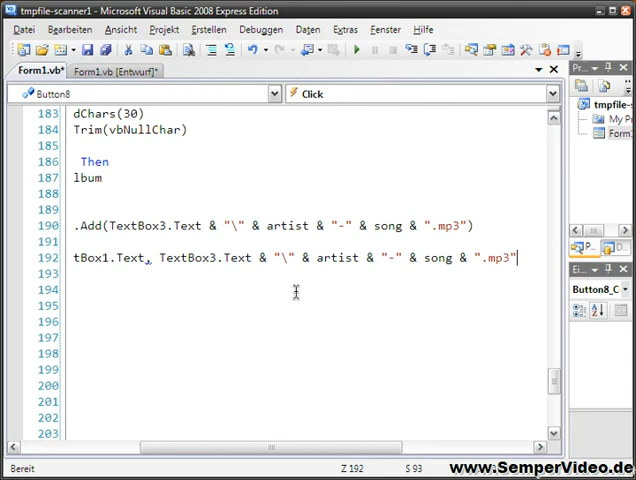 tmpfile-scanner1 - Microsoft Visual Basic 2008 Express Edition
Datei Bearbeiten Ansicht Projekt Erstellen Debuggen Daten Extras Fenster Hilfe
Form1.vb* Form1.vb [Entwurf]*
Button8 Click
183 dChars(30)
184 Trim(vbNullChar)
185
186 Then
187 lbum
188
189
190 .Add(TextBox3.Text & "\" & artist & "-" & song & ".mp3")
191
192 tBox1.Text, TextBox3.Text & "\" & artist & "-" & song & ".mp3"
193
194
195
196
197
198
199
200
201
202
203
Pr...
tmpfile-s
My P
Form1
P...
Ei...
Button8_C
Bereit Z 192 S 93
www.SemperVideo.de